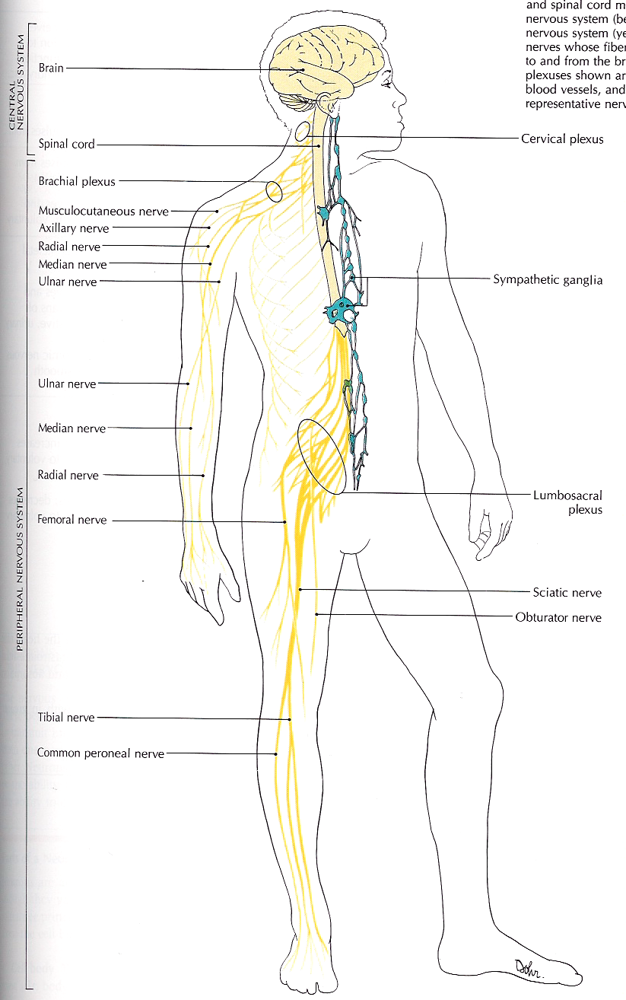 and spinal cord m
nervous system (be
nervous system (ye
nerves whose fiber
to and from the br
plexuses shown ar
blood vessels, and
representative nerv
CENTRAL
NERVOUS SYSTEM
Brain
Spinal cord
Cervical plexus
Brachial plexus
Musculocutaneous nerve
Axillary nerve
Radial nerve
Median nerve
Ulnar nerve
Sympathetic ganglia
Ulnar nerve
Median nerve
Radial nerve
PERIPHERAL NERVOUS SYSTEM
Lumbosacral
plexus
Femoral nerve
Sciatic nerve
Obturator nerve
Tibial nerve
Common peroneal nerve
Dohr.